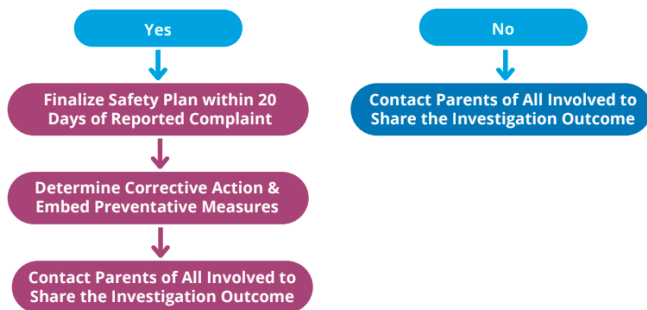 Yes
Finalize Safety Plan within 20
Days of Reported Complaint
Determine Corrective Action &
Embed Preventative Measures
Contact Parents of All Involved to
Share the Investigation Outcome
No
Contact Parents of All Involved to
Share the Investigation Outcome